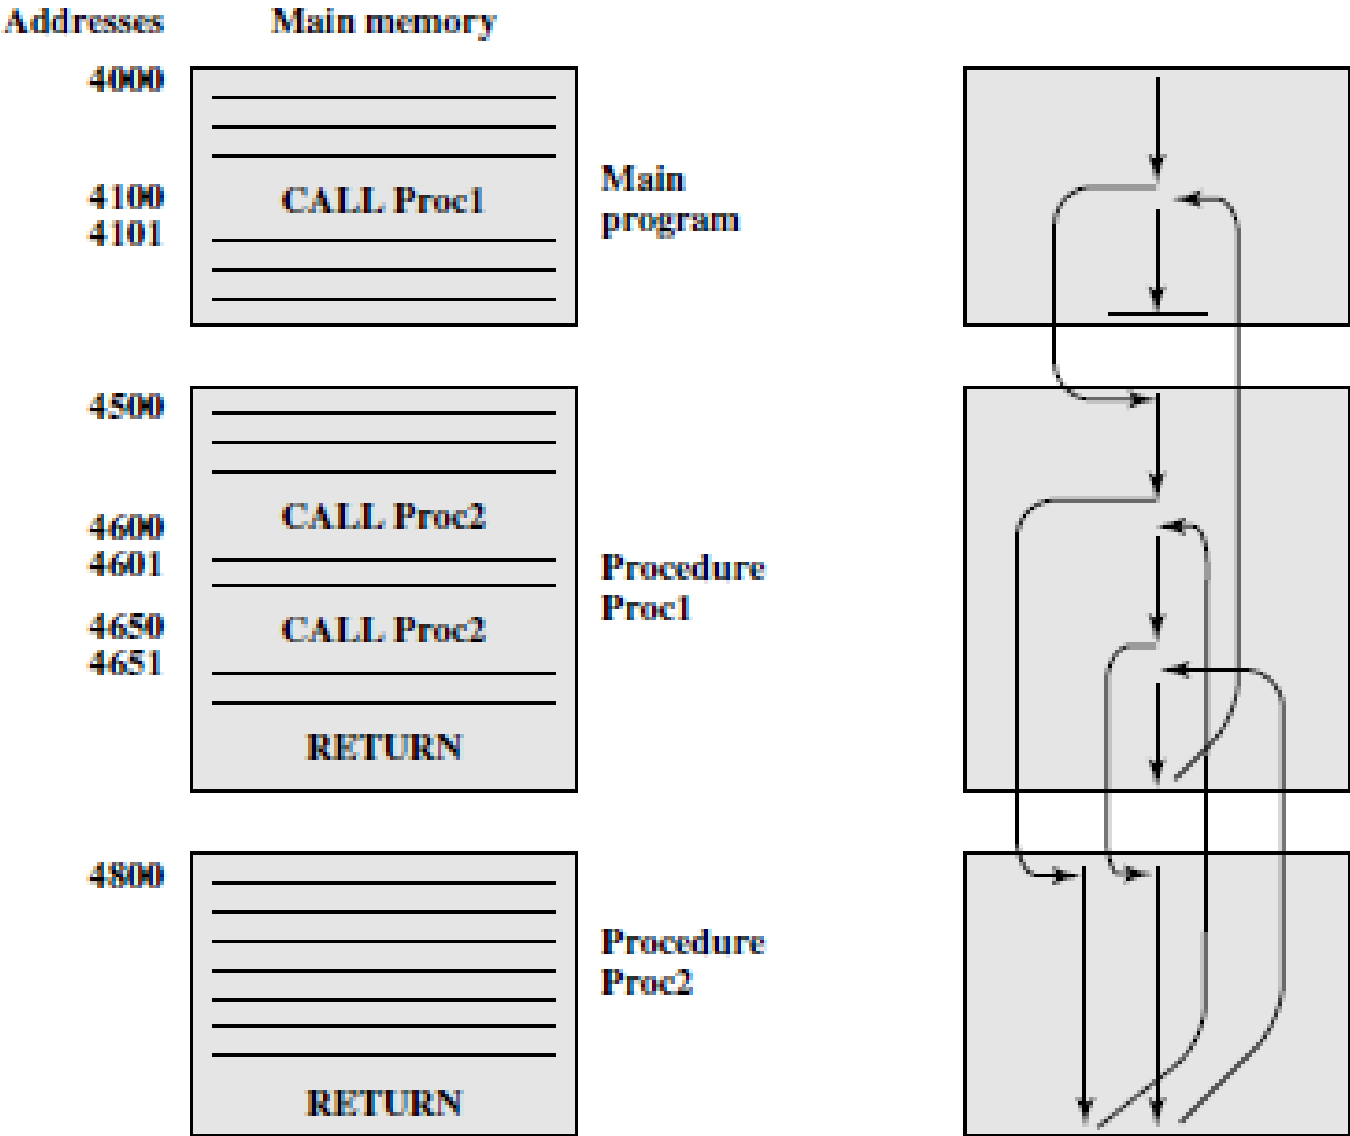 Addresses Main memory
4000
4100 CALL Proc1
4101
Main
program
4500
CALL Proc2
4600
4601
Procedure
Proc1
4650 CALL Proc2
4651
RETURN
4800
Procedure
Proc2
RETURN